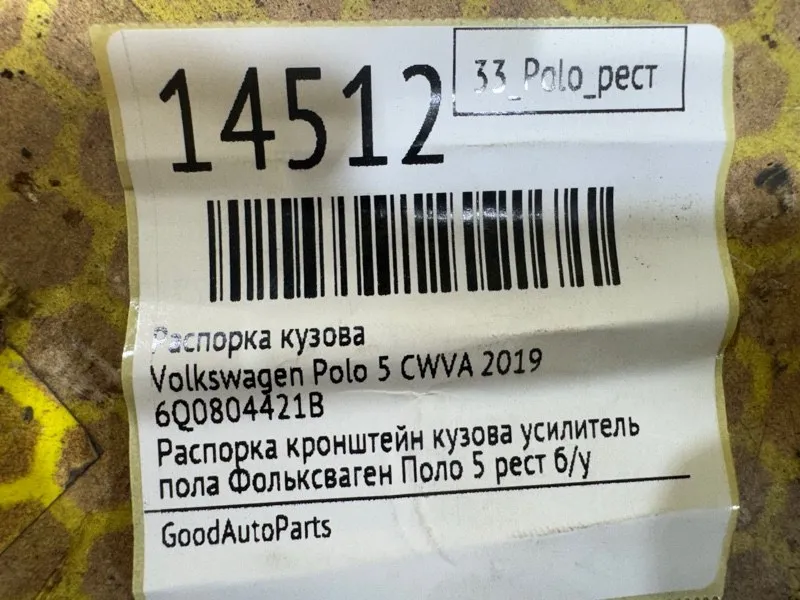 14512
33_Polo_рест
Распорка кузова
Volkswagen Polo 5 CWVA 2019
6Q0804421B
Распорка кронштейн кузова усилитель
пола Фольксваген Поло 5 рест б/у
GoodAutoParts